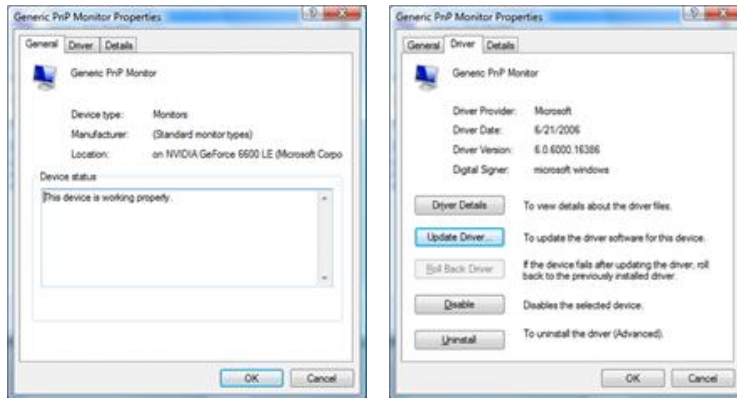 Generic PnP Monitor Properties
General Driver Details
Generic PnP Monitor
Device type: Monitors
Manufacturer: (Standard monitor types)
Location: on NVIDIA GeForce 6600 LE (Microsoft Corpo
Device status
This device is working properly.
OK Cancel
Generic PnP Monitor Properties
General Driver Details
Generic PnP Monitor
Driver Provider: Microsoft
Driver Date: 6/21/2006
Driver Version: 6.0.6000.16386
Digital Signer: microsoft windows
Driver Details To view details about the driver files.
Update Driver... To update the driver software for this device.
Roll Back Driver If the device fails after updating the driver, roll
back to the previously installed driver.
Disable Disables the selected device.
Uninstall To uninstall the driver (Advanced).
OK Cancel